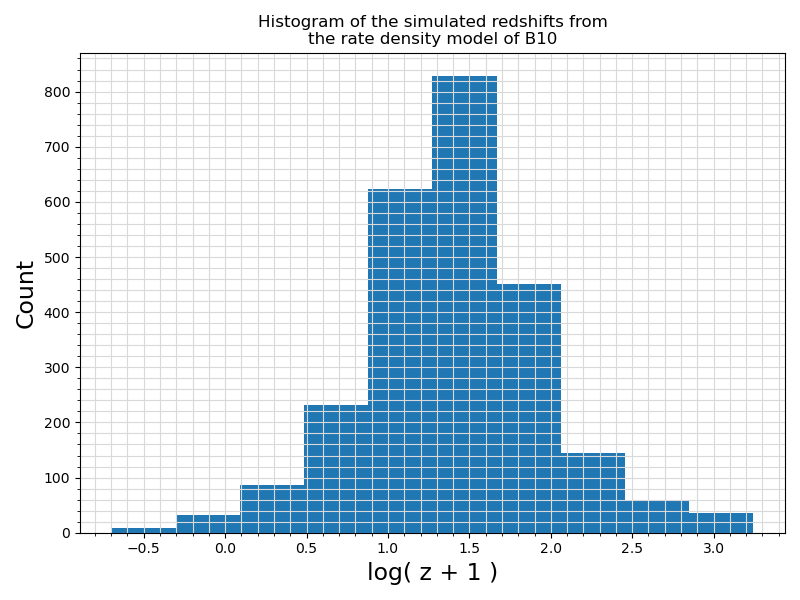 Histogram of the simulated redshifts from
the rate density model of B10
Count
800
700
600
500
400
300
200
100
0
−0.5 0.0 0.5 1.0 1.5 2.0 2.5 3.0
log( z + 1 )